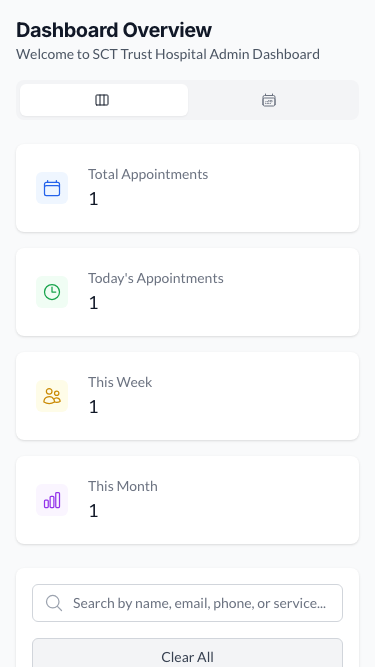 Dashboard Overview
Welcome to SCT Trust Hospital Admin Dashboard
Total Appointments
1
Today's Appointments
1
This Week
1
This Month
1
Search by name, email, phone, or service...
Clear All